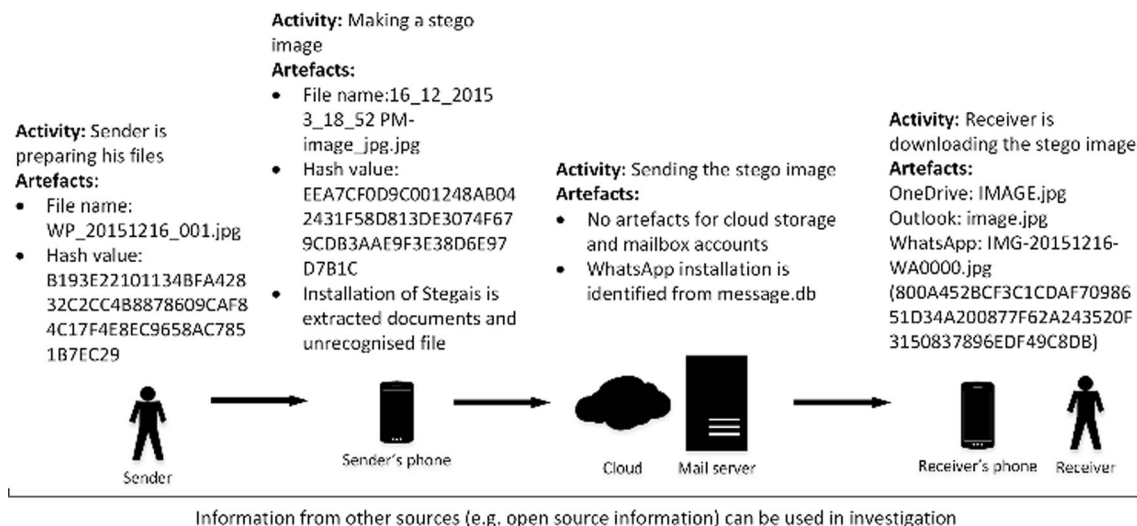 Activity: Sender is
preparing his files
Artefacts:
• File name:
WP_20151216_001.jpg
• Hash value:
B193E22101134BFA428
32C2CC4B8878609CAF8
4C17F4E8EC9658AC785
1B7EC29
Activity: Making a stego
image
Artefacts:
• File name:16_12_2015
3_18_52 PM-
image_jpg.jpg
• Hash value:
EEA7CF0D9C001248AB04
2431F58D813DE3074F67
9CDB3AAE9F3E38D6E97
D7B1C
• Installation of Stegais is
extracted documents and
unrecognised file
Activity: Sending the stego image
Artefacts:
• No artefacts for cloud storage
and mailbox accounts
• WhatsApp installation is
identified from message.db
Activity: Receiver is
downloading the stego image
Artefacts:
OneDrive: IMAGE.jpg
Outlook: image.jpg
WhatsApp: IMG-20151216-
WA0000.jpg
(800A452BCF3C1CDAF70986
51D34A200877F62A243520F
3150837896EDF49C8DB)
Sender
Sender's phone
Cloud
Mail server
Receiver's phone
Receiver
Information from other sources (e.g. open source information) can be used in investigation